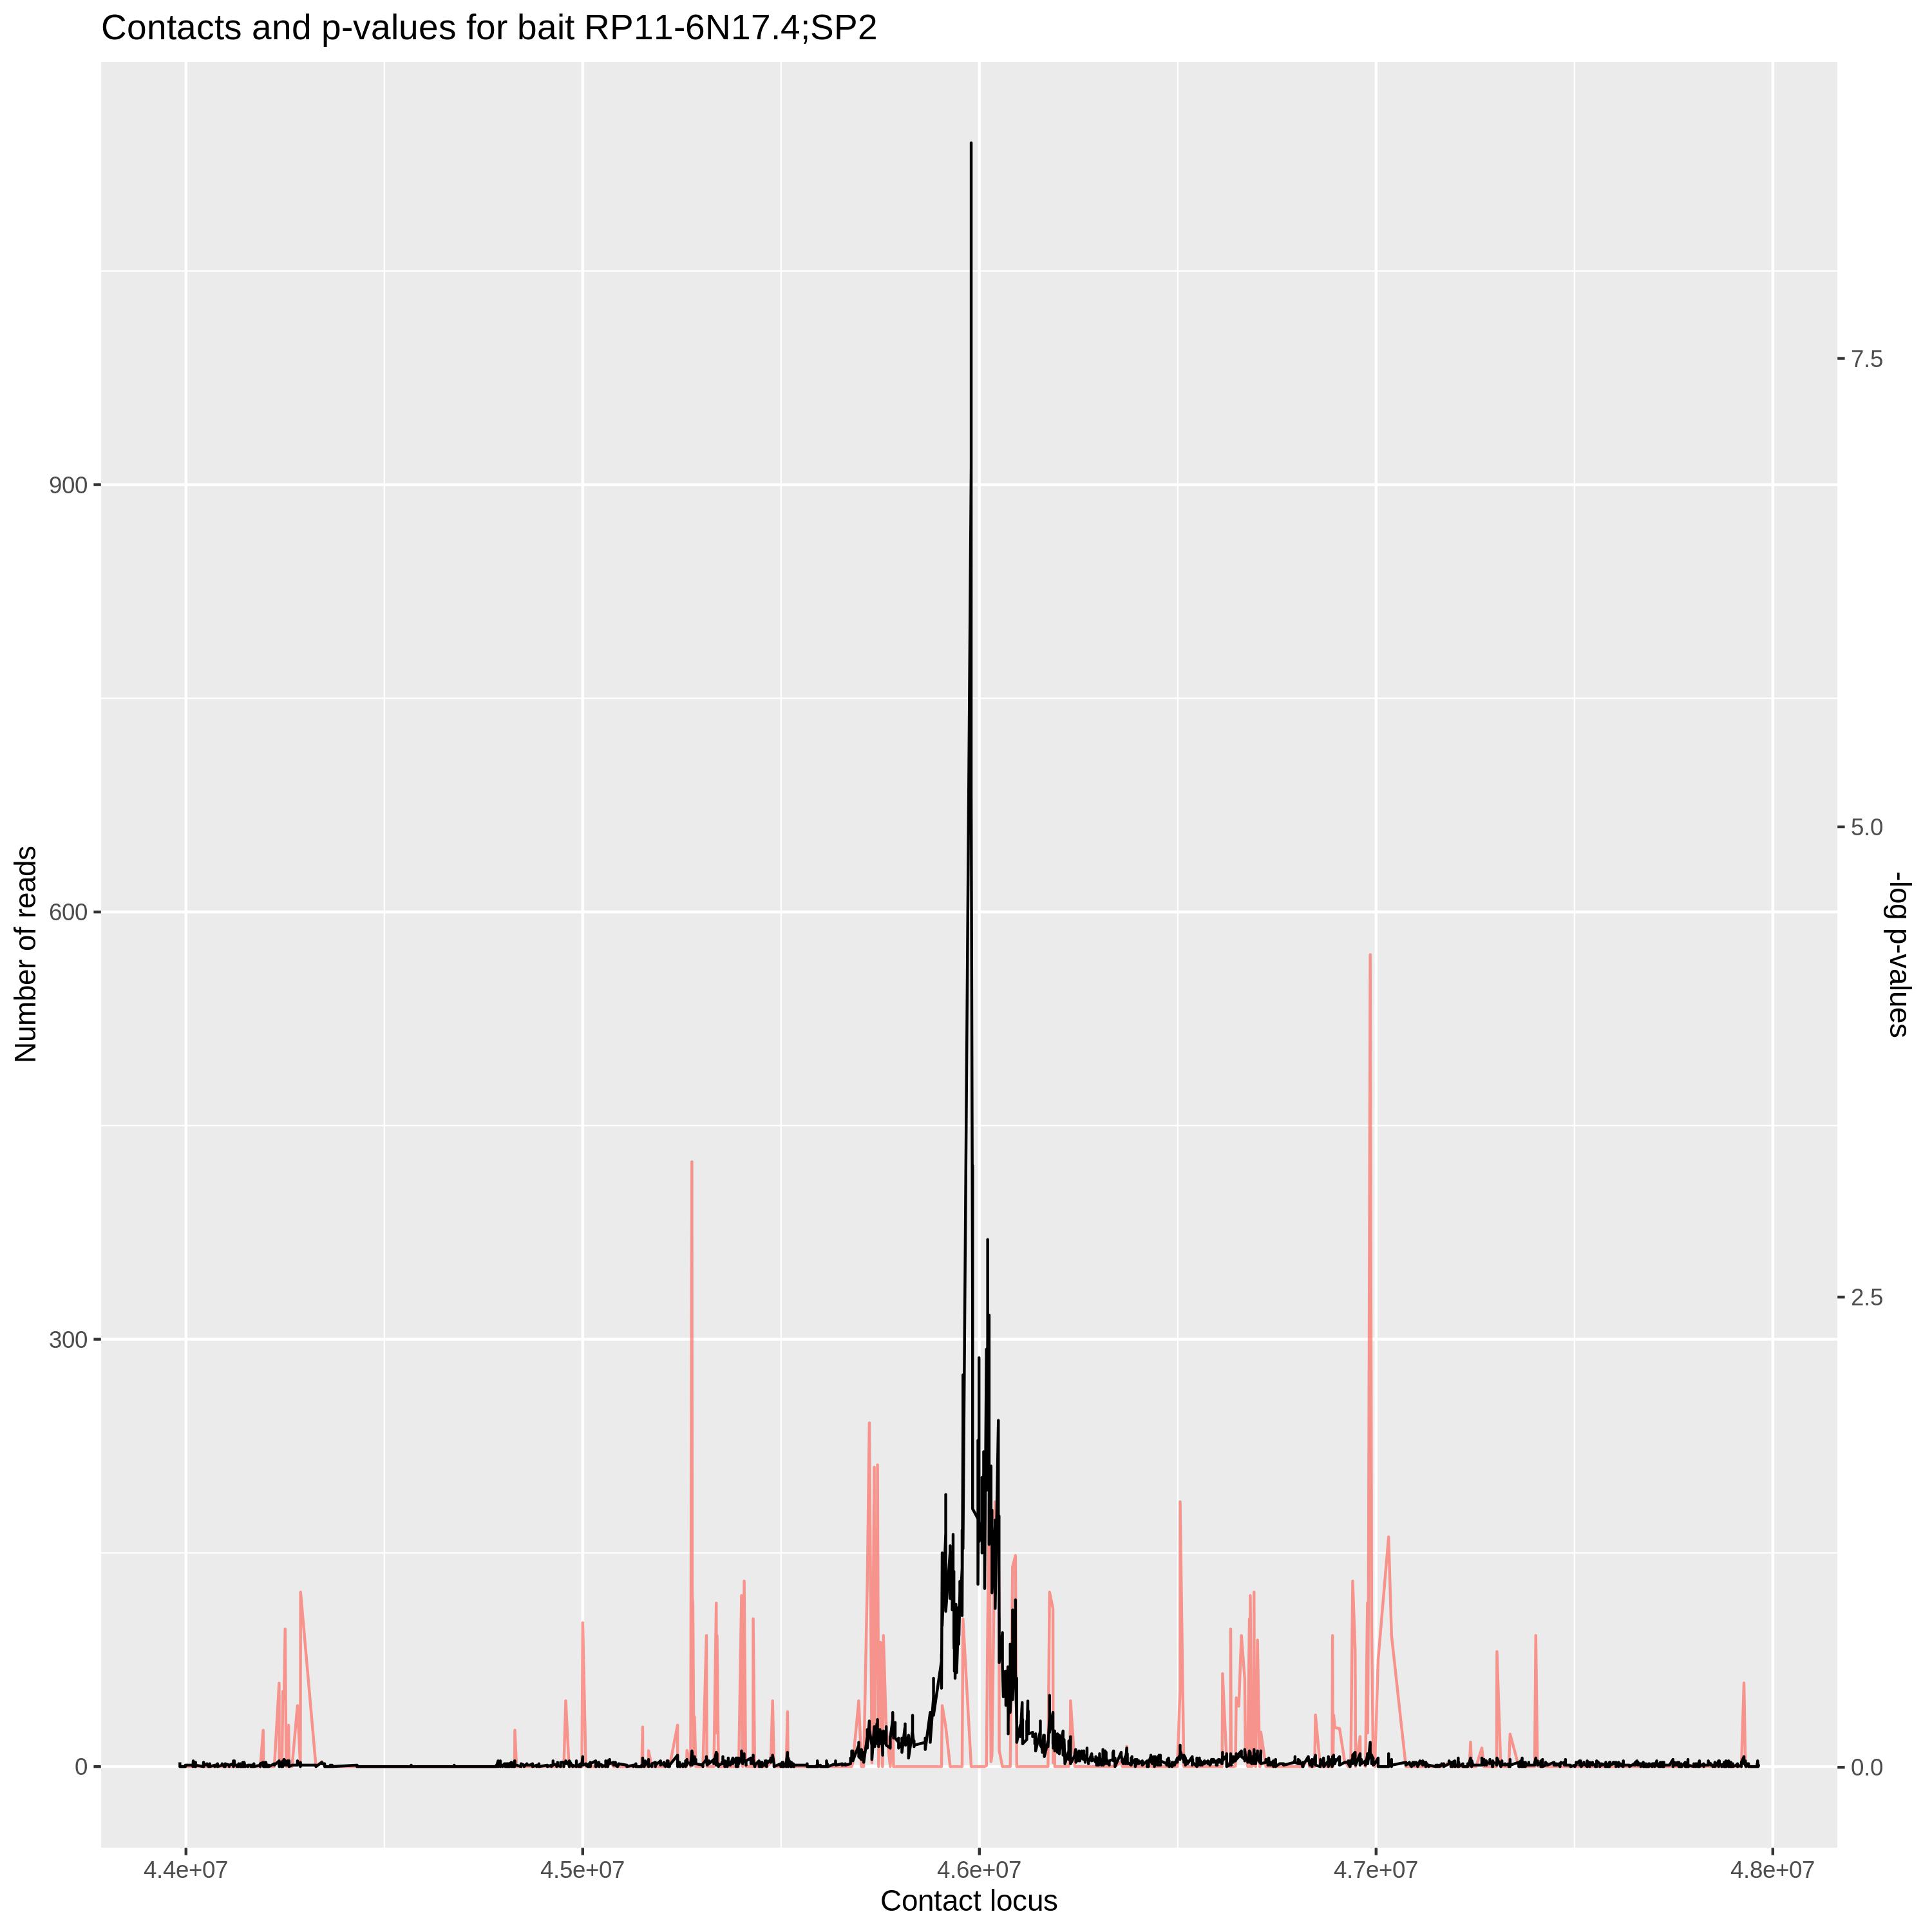 Contacts and p-values for bait RP11-6N17.4;SP2
900
600
300
0
Number of reads
7.5
5.0
2.5
0.0
-log p-values
4.4e+07
4.5e+07
4.6e+07
4.7e+07
4.8e+07
Contact locus